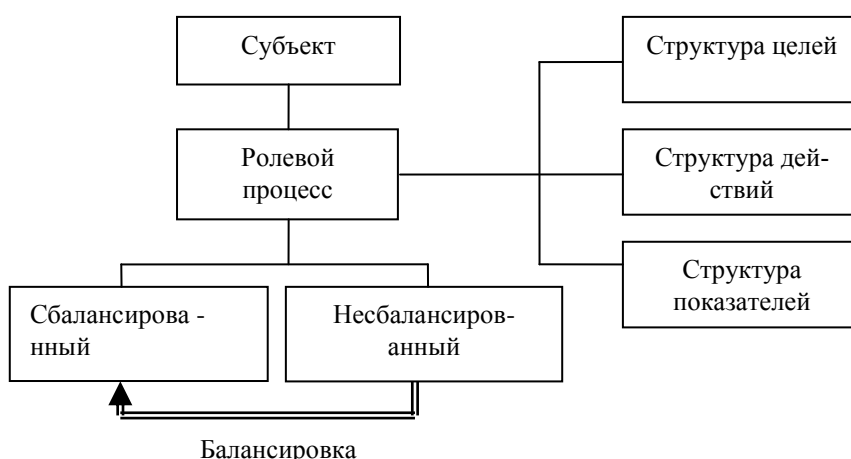 Субъект
Структура целей
Ролевой
процесс
Структура дей-
ствий
Структура
показателей
Сбалансирова -
нный
Несбалансиров-
анный
Балансировка